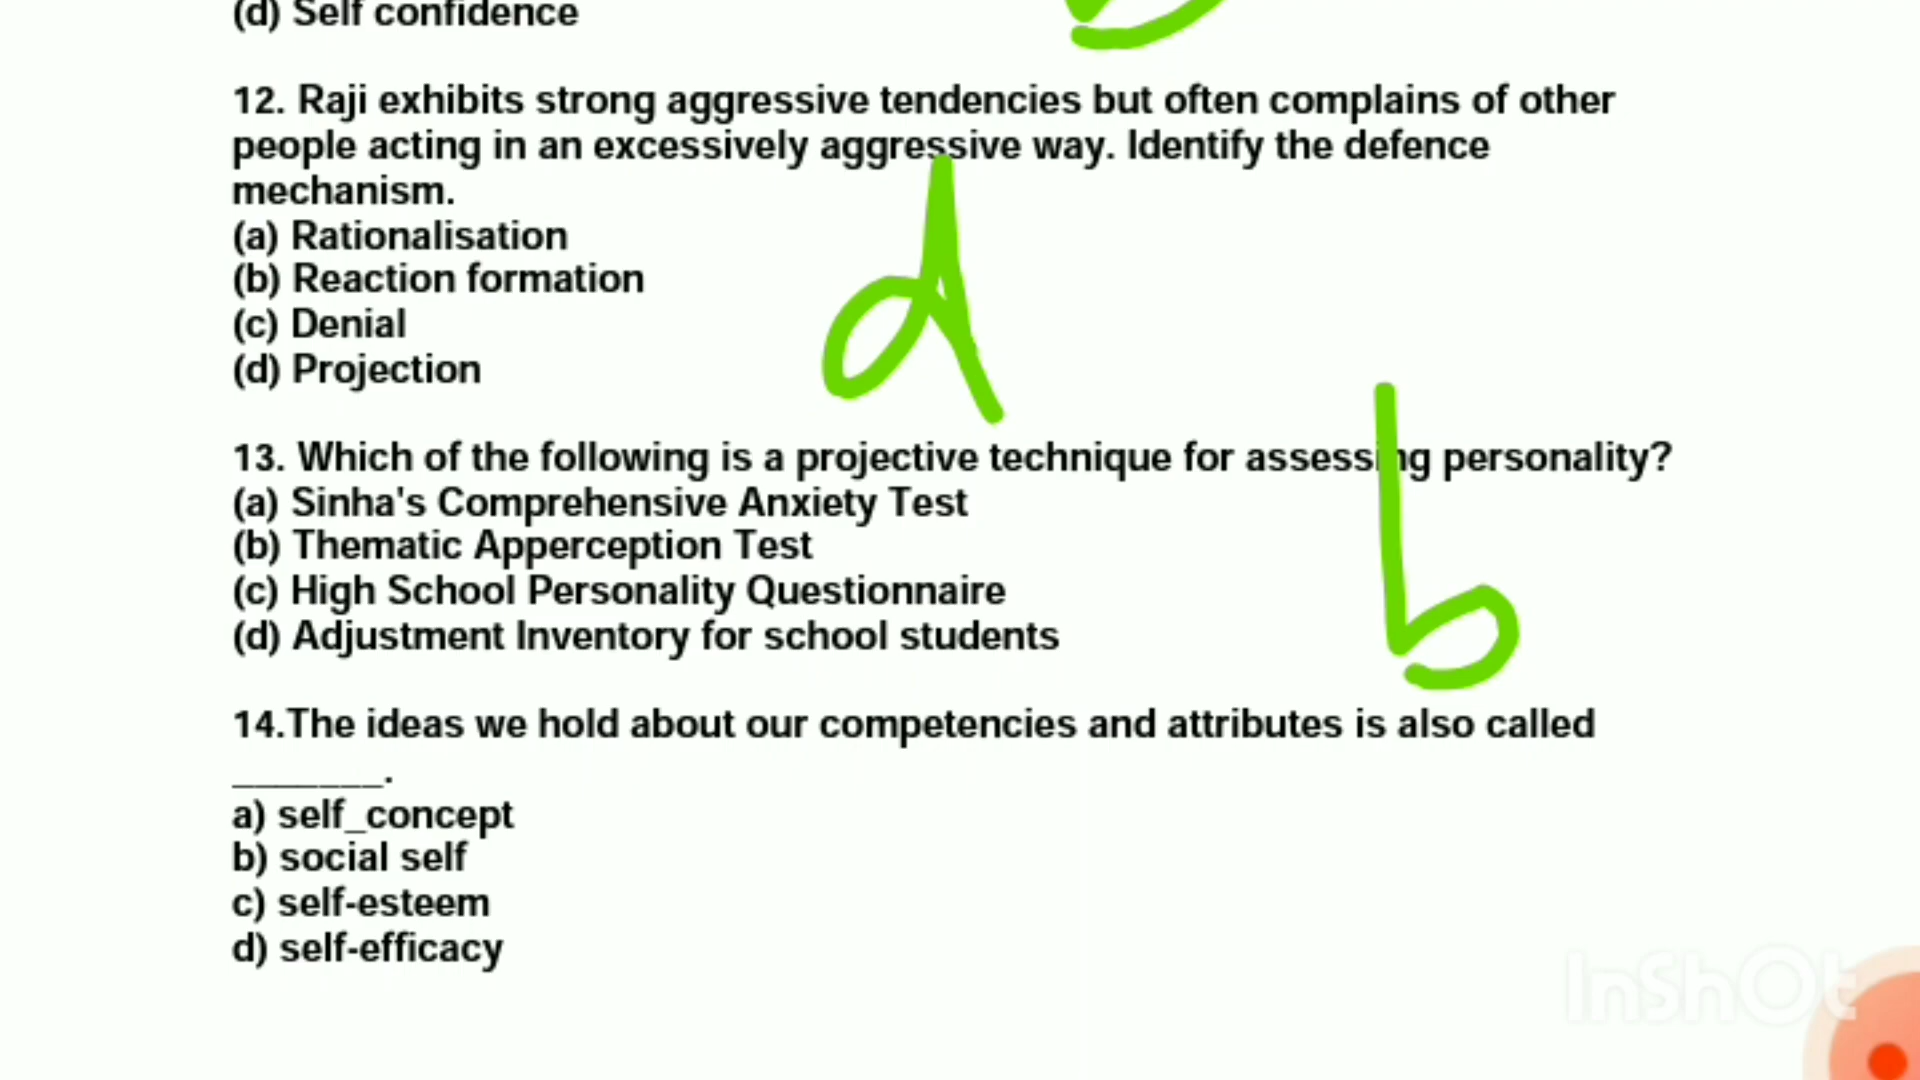 (d) Self confidence
12. Raji exhibits strong aggressive tendencies but often complains of other
people acting in an excessively aggressive way. Identify the defence
mechanism.
(a) Rationalisation
(b) Reaction formation
(c) Denial
(d) Projection
d
13. Which of the following is a projective technique for assessing personality?
(a) Sinha's Comprehensive Anxiety Test
(b) Thematic Apperception Test
(c) High School Personality Questionnaire
(d) Adjustment Inventory for school students
b
14.The ideas we hold about our competencies and attributes is also called
_______.
a) self_concept
b) social self
c) self-esteem
d) self-efficacy
InShOt